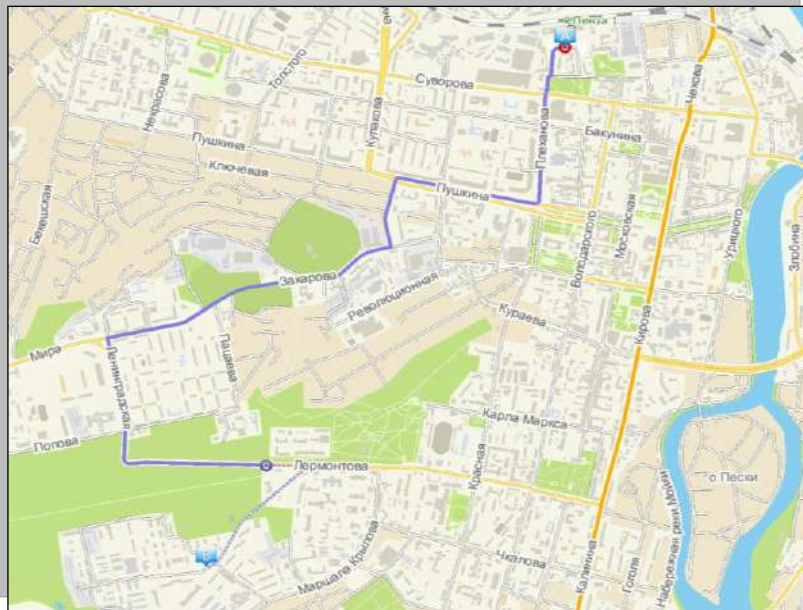 Пенза 1
А
Толстого
Суворова
Чехова
Некрасова
Кулакова
Плеханова
Бакунина
Пушкина
Ключевая
Пушкина
Московская
Урицкого
Бекешская
Володарского
Злобина
Захарова
Революционная
Кураева
Кирова
Мира
Ленинградская
Пацаева
Карла Маркса
Попова
Лермонтова
Красная
о.Пески
Набережная реки Мойки
В
Маршала Крылова
Чкалова
Калинина
Гоголя